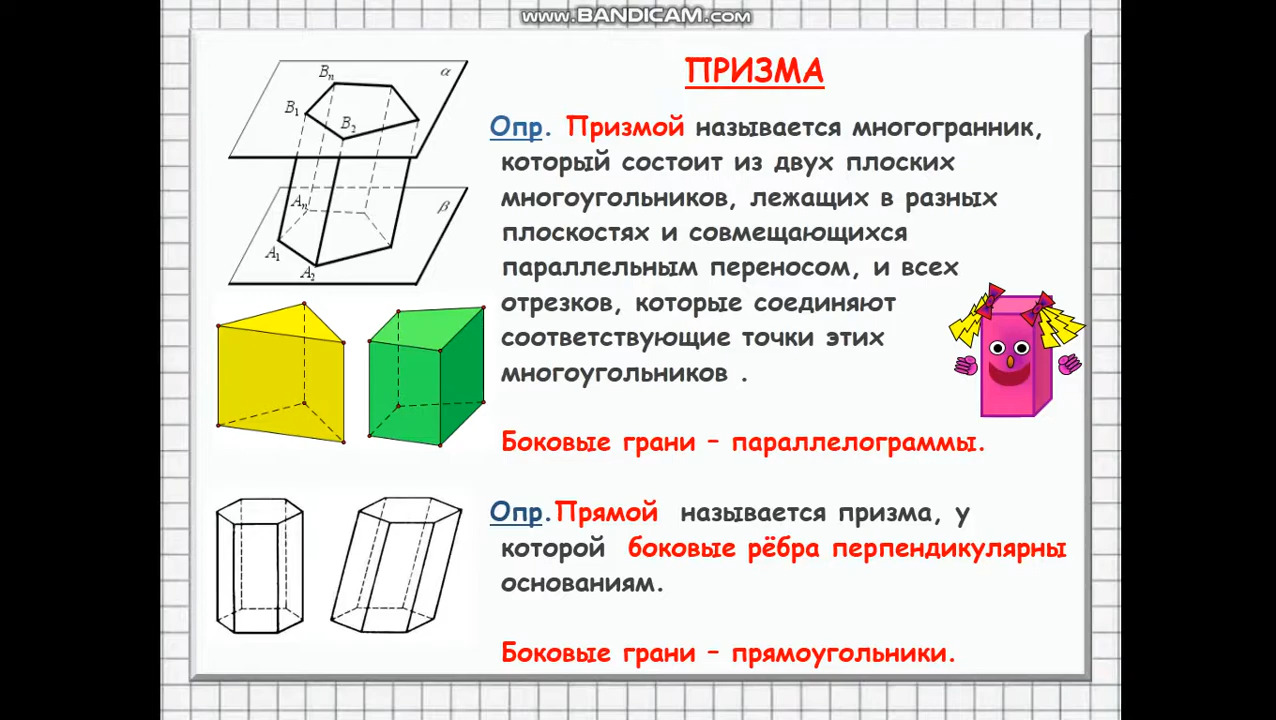 www.BANDICAM.com
ПРИЗМА
Опр. Призмой называется многогранник,
который состоит из двух плоских
многоугольников, лежащих в разных
плоскостях и совмещающихся
параллельным переносом, и всех
отрезков, которые соединяют
соответствующие точки этих
многоугольников .
Боковые грани – параллелограммы.
Опр.Прямой называется призма, у
которой боковые рёбра перпендикулярны
основаниям.
Боковые грани – прямоугольники.
Bn
α
B1
B2
An
β
A1
A2